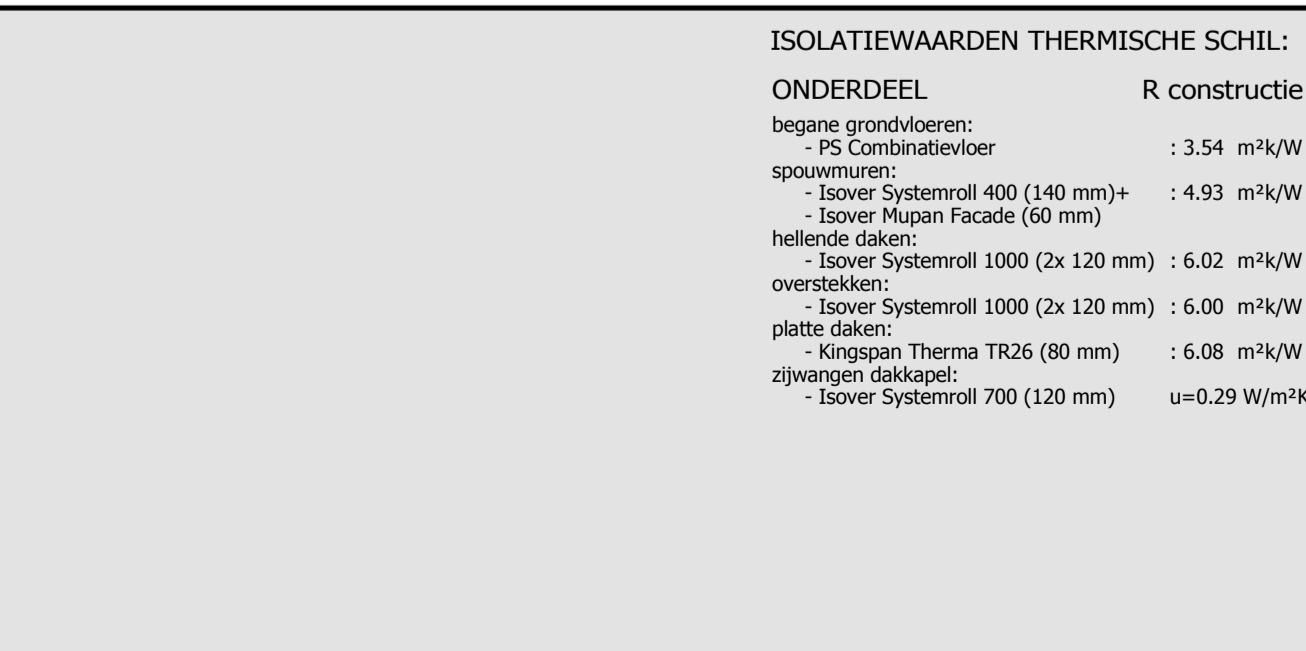 ISOLATIEWAARDEN THERMISCHE SCHIL:
ONDERDEEL R constructie
begane grondvloeren:
- PS Combinatievloer : 3.54 m²k/W
spouwmuren:
- Isover Systemroll 400 (140 mm)+ : 4.93 m²k/W
- Isover Mupan Facade (60 mm)
hellende daken:
- Isover Systemroll 1000 (2x 120 mm) : 6.02 m²k/W
overstekken:
- Isover Systemroll 1000 (2x 120 mm) : 6.00 m²k/W
platte daken:
- Kingspan Therma TR26 (80 mm) : 6.08 m²k/W
zijwangen dakkapel:
- Isover Systemroll 700 (120 mm) u=0.29 W/m²K